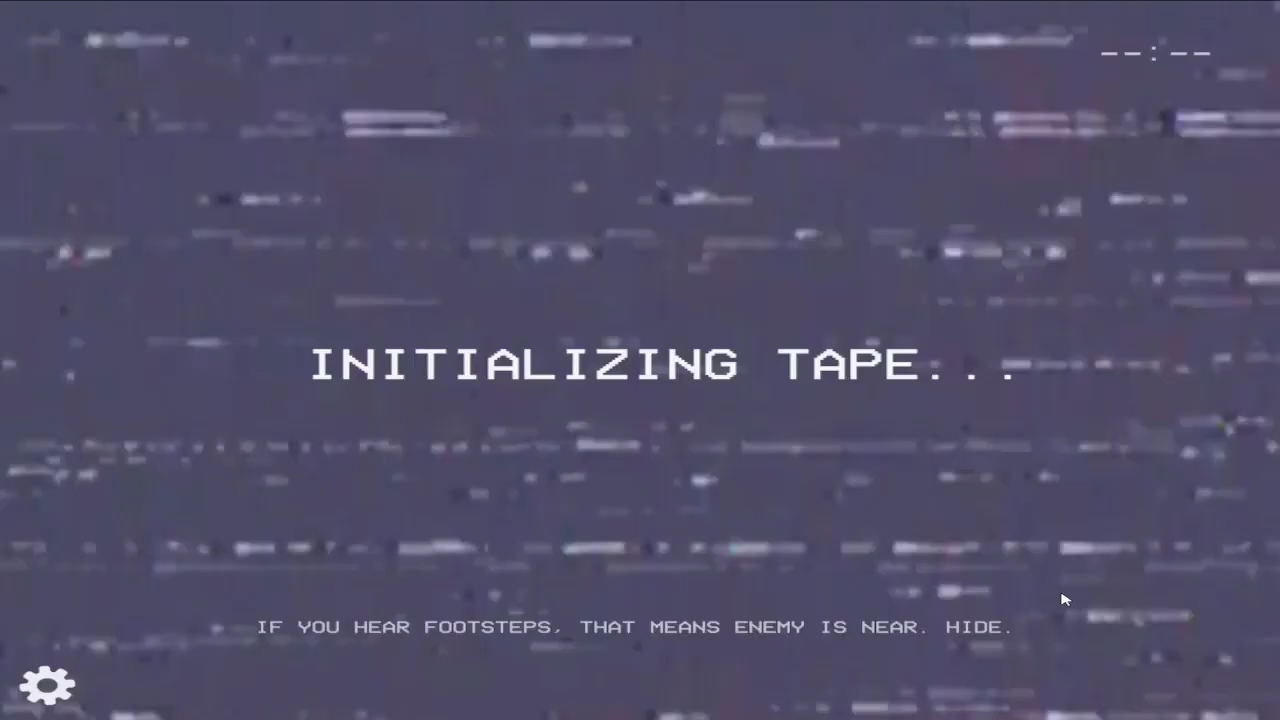 --:--
INITIALIZING TAPE...
IF YOU HEAR FOOTSTEPS, THAT MEANS ENEMY IS NEAR. HIDE.